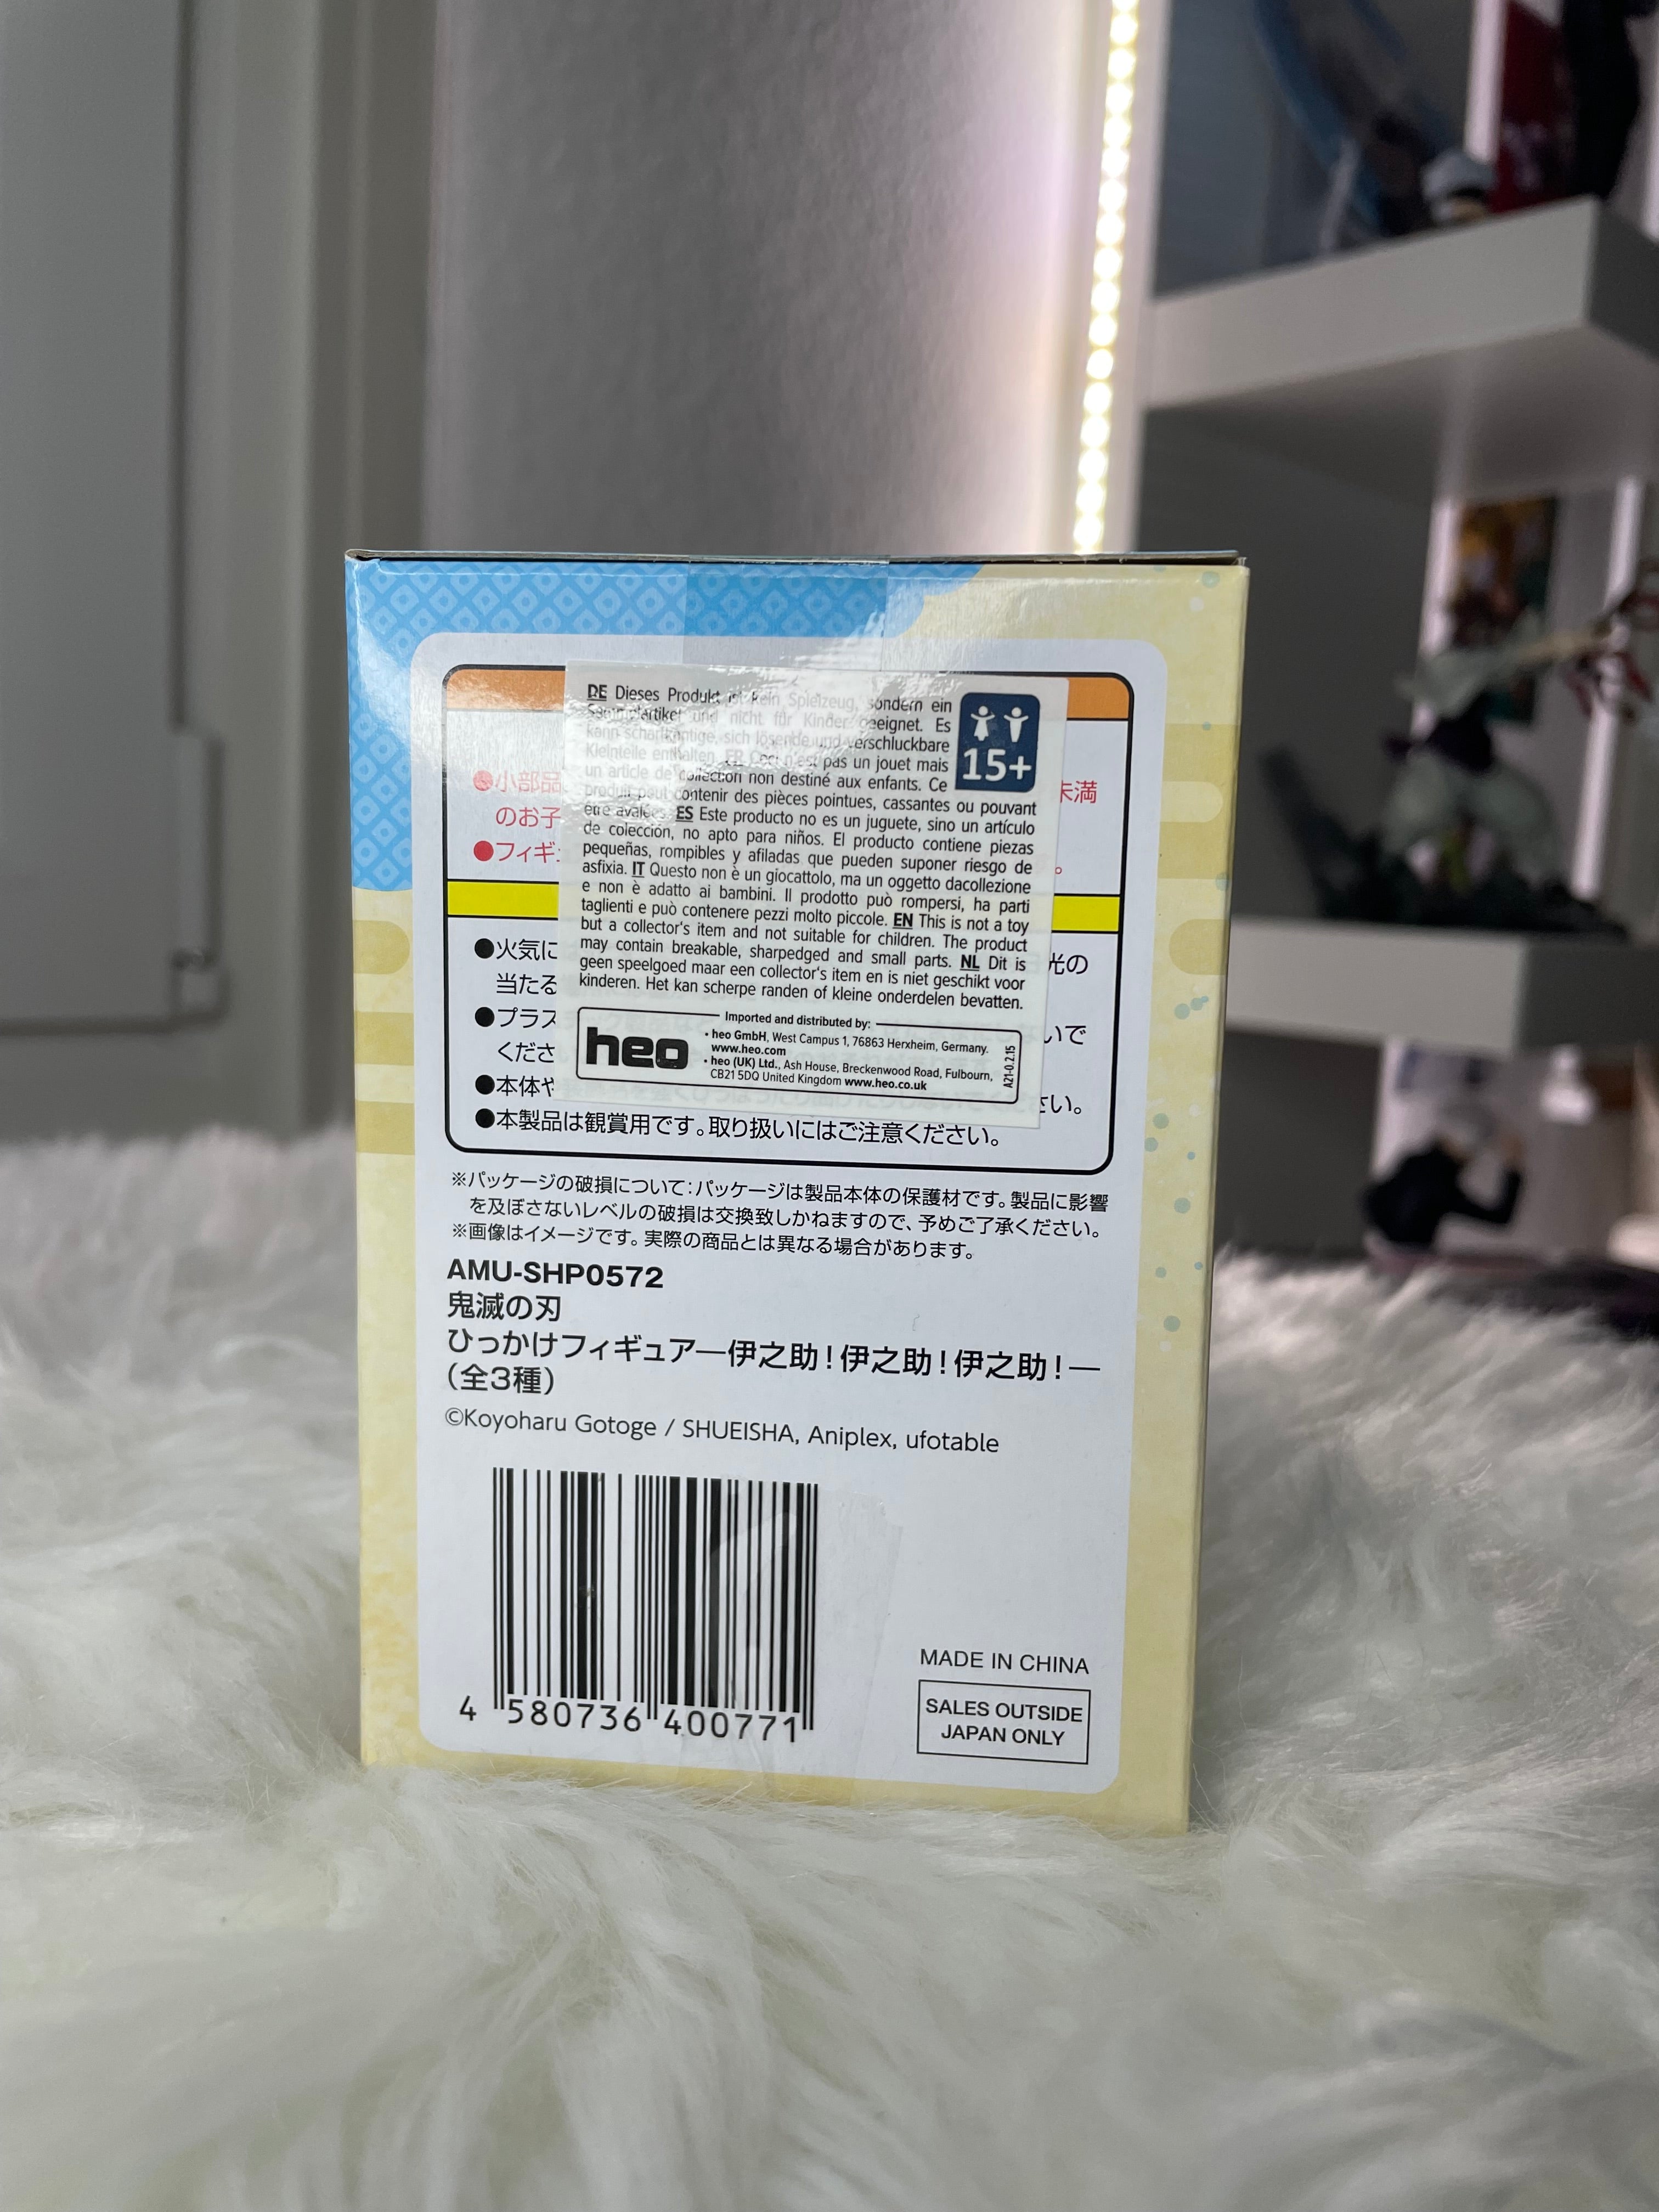 DE Dieses Produkt ist kein Spielzeug, sondern ein
Sammelartikel und nicht für Kinder geeignet. Es
kann scharfkantige, sich lösende und verschluckbare
Kleinteile enthalten. FR Ceci n'est pas un jouet mais
un article de collection non destiné aux enfants. Ce
produit peut contenir des pièces pointues, cassantes ou pouvant
être avalées. ES Este producto no es un juguete, sino un artículo
de colección, no apto para niños. El producto contiene piezas
pequeñas, rompibles y afiladas que pueden suponer riesgo de
asfixia. IT Questo non è un giocattolo, ma un oggetto dacollezione
e non è adatto ai bambini. Il prodotto può rompersi, ha parti
taglienti e può contenere pezzi molto piccole. EN This is not a toy
but a collector's item and not suitable for children. The product
may contain breakable, sharpedged and small parts. NL Dit is
geen speelgoed maar een collector's item en is niet geschikt voor
kinderen. Het kan scherpe randen of kleine onderdelen bevatten.
15+
Imported and distributed by:
heo
• heo GmbH, West Campus 1, 76863 Herxheim, Germany.
www.heo.com
• heo (UK) Ltd., Ash House, Breckenwood Road, Fulbourn,
CB21 5DQ United Kingdom www.heo.co.uk
A21-0.2.15
●小部品 未満
のお子
●フィギュ 。
●火気に 光の
当たる
●プラス いで
くださ
●本体や さい。
●本製品は観賞用です。取り扱いにはご注意ください。
※パッケージの破損について：パッケージは製品本体の保護材です。製品に影響
を及ぼさないレベルの破損は交換致しかねますので、予めご了承ください。
※画像はイメージです。実際の商品とは異なる場合があります。
AMU-SHP0572
鬼滅の刃
ひっかけフィギュア―伊之助！伊之助！伊之助！―
（全3種）
©Koyoharu Gotoge / SHUEISHA, Aniplex, ufotable
4 580736 400771
MADE IN CHINA
SALES OUTSIDE
JAPAN ONLY